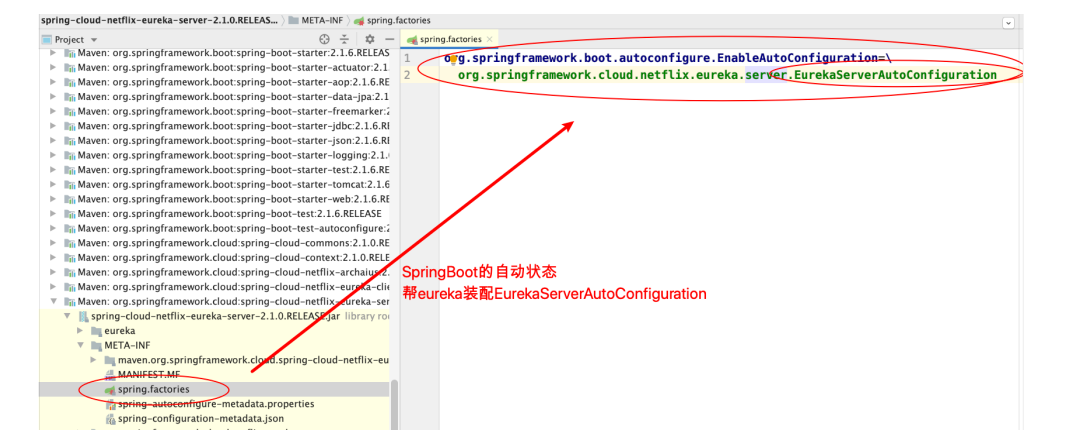 spring-cloud-netflix-eureka-server-2.1.0.RELEAS... META-INF spring.factories
Project
spring.factories
Maven: org.springframework.boot:spring-boot-starter:2.1.6.RELEAS
Maven: org.springframework.boot:spring-boot-starter-actuator:2.1
Maven: org.springframework.boot:spring-boot-starter-aop:2.1.6.RE
Maven: org.springframework.boot:spring-boot-starter-data-jpa:2.1
Maven: org.springframework.boot:spring-boot-starter-freemarker:2
Maven: org.springframework.boot:spring-boot-starter-jdbc:2.1.6.RI
Maven: org.springframework.boot:spring-boot-starter-json:2.1.6.RI
Maven: org.springframework.boot:spring-boot-starter-logging:2.1.
Maven: org.springframework.boot:spring-boot-starter-test:2.1.6.RE
Maven: org.springframework.boot:spring-boot-starter-tomcat:2.1.6
Maven: org.springframework.boot:spring-boot-starter-web:2.1.6.RE
Maven: org.springframework.boot:spring-boot-test:2.1.6.RELEASE
Maven: org.springframework.boot:spring-boot-test-autoconfigure:2
Maven: org.springframework.cloud:spring-cloud-commons:2.1.0.RE
Maven: org.springframework.cloud:spring-cloud-context:2.1.0.RELE
Maven: org.springframework.cloud:spring-cloud-netflix-archaius:2.
Maven: org.springframework.cloud:spring-cloud-netflix-eureka-clie
Maven: org.springframework.cloud:spring-cloud-netflix-eureka-ser
spring-cloud-netflix-eureka-server-2.1.0.RELEASE.jar library roo
eureka
META-INF
maven.org.springframework.cloud.spring-cloud-netflix-eu
MANIFEST.MF
spring.factories
spring-autoconfigure-metadata.properties
spring-configuration-metadata.json
1 org.springframework.boot.autoconfigure.EnableAutoConfiguration=\
2 org.springframework.cloud.netflix.eureka.server.EurekaServerAutoConfiguration
SpringBoot的自动状态
帮eureka装配EurekaServerAutoConfiguration